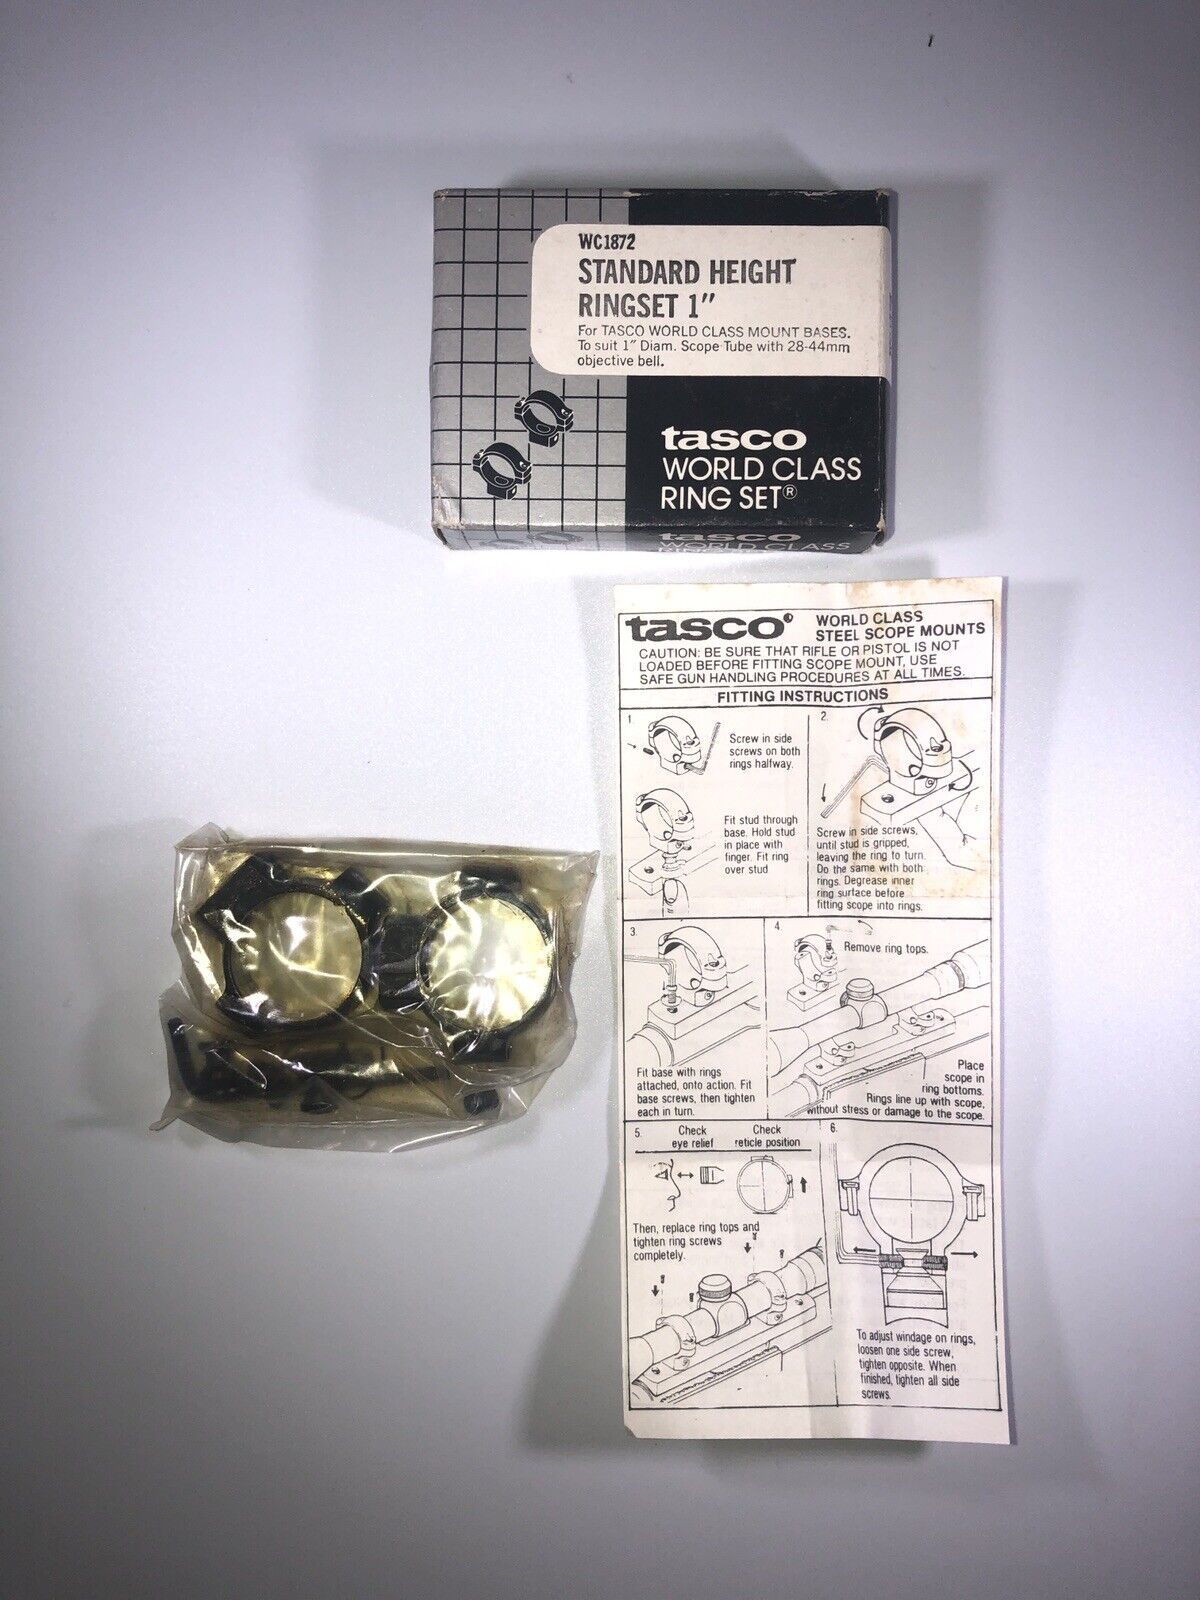 WC1872
STANDARD HEIGHT
RINGSET 1"
For TASCO WORLD CLASS MOUNT BASES.
To suit 1" Diam. Scope Tube with 28-44mm
objective bell.
tasco
WORLD CLASS
RING SET®
tasco
WORLD CLASS
tasco
WORLD CLASS
STEEL SCOPE MOUNTS
CAUTION: BE SURE THAT RIFLE OR PISTOL IS NOT
LOADED BEFORE FITTING SCOPE MOUNT, USE
SAFE GUN HANDLING PROCEDURES AT ALL TIMES.
FITTING INSTRUCTIONS
1.
Screw in side
screws on both
rings halfway.
Fit stud through
base. Hold stud
in place with
finger. Fit ring
over stud
2.
Screw in side screws,
until stud is gripped,
leaving the ring to turn.
Do the same with both
rings. Degrease inner
ring surface before
fitting scope into rings.
3.
Fit base with rings
attached, onto action. Fit
base screws, then tighten
each in turn.
4.
Remove ring tops.
Place
scope in
ring bottoms.
Rings line up with scope,
without stress or damage to the scope.
5.
Check
eye relief
Check
reticle position
Then, replace ring tops and
tighten ring screws
completely.
6.
To adjust windage on rings,
loosen one side screw,
tighten opposite. When
finished, tighten all side
screws.